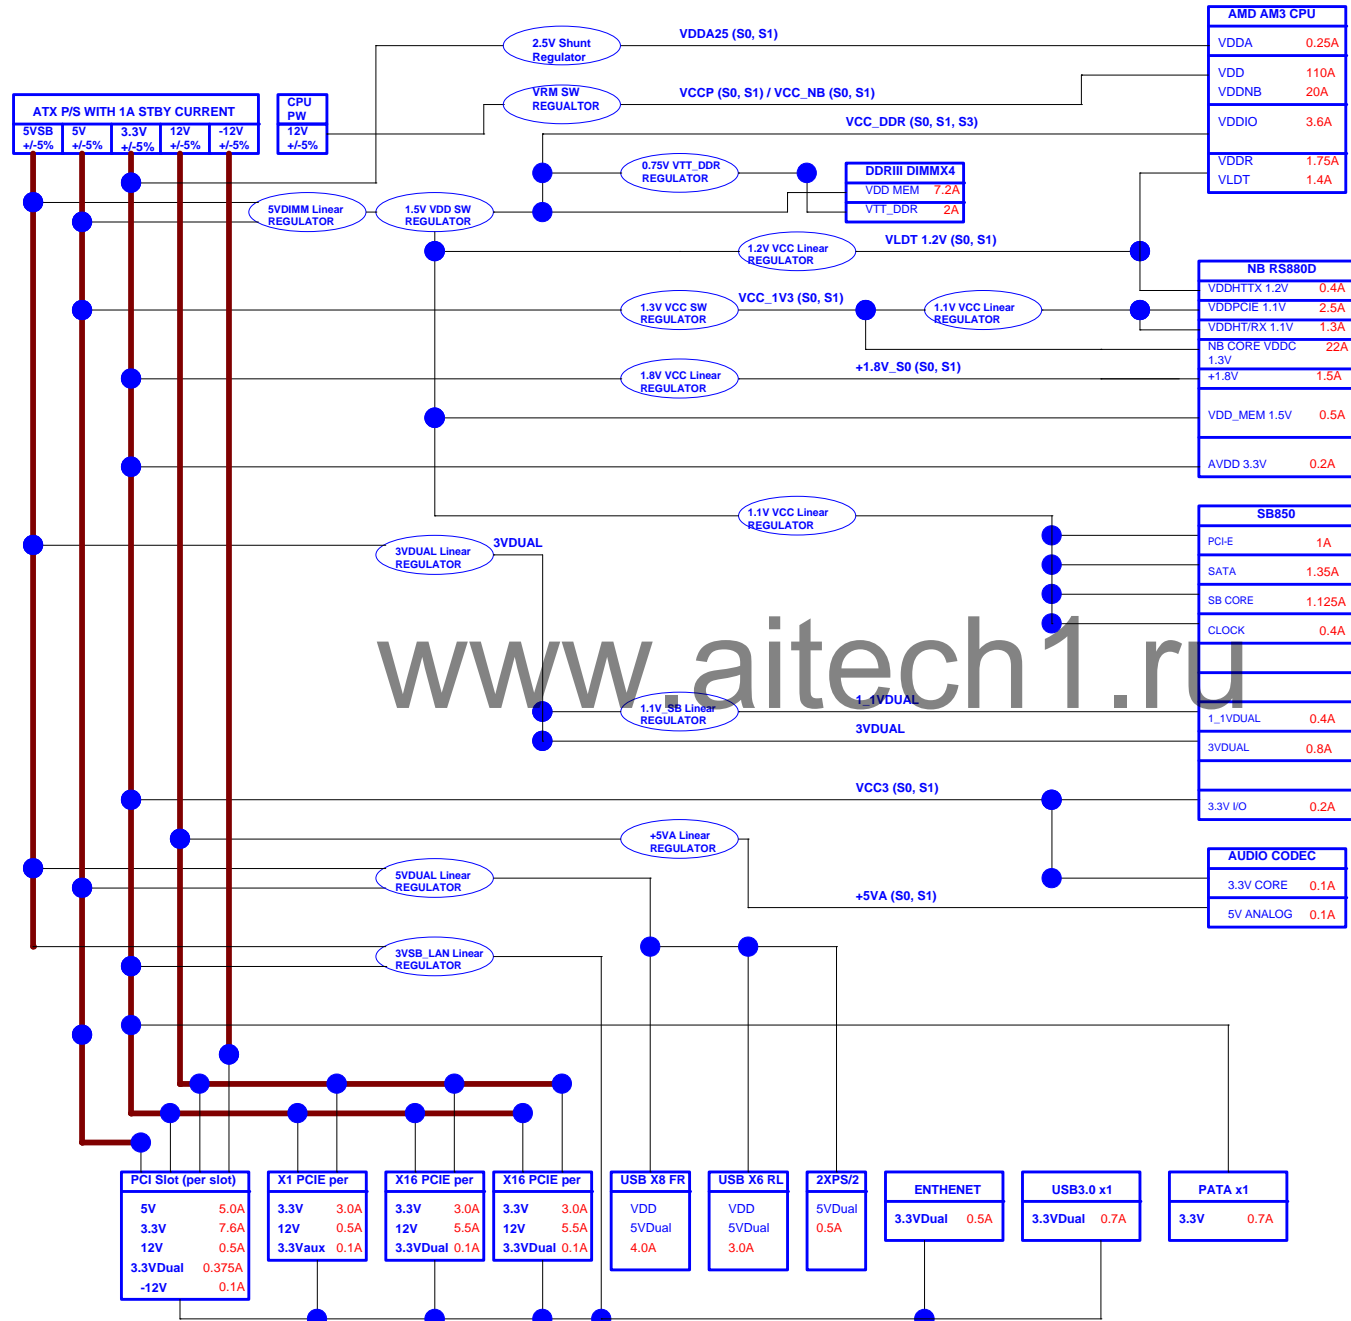 AMD AM3 CPU
VDDA 0.25A
VDD 110A
VDDNB 20A
VDDIO 3.6A
VDDR 1.75A
VLDT 1.4A
2.5V Shunt
Regulator
VDDA25 (S0, S1)
VRM SW
REGUALTOR
VCCP (S0, S1) / VCC_NB (S0, S1)
VCC_DDR (S0, S1, S3)
ATX P/S WITH 1A STBY CURRENT
5VSB 5V 3.3V 12V -12V
+/-5% +/-5% +/-5% +/-5% +/-5%
CPU
PW
12V
+/-5%
0.75V VTT_DDR
REGULATOR
DDRIII DIMMX4
VDD MEM 7.2A
VTT_DDR 2A
5VDIMM Linear
REGULATOR
1.5V VDD SW
REGULATOR
1.2V VCC Linear
REGULATOR
VLDT 1.2V (S0, S1)
NB RS880D
VDDHTTX 1.2V 0.4A
VDDPCIE 1.1V 2.5A
VDDHT/RX 1.1V 1.3A
NB CORE VDDC 22A
1.3V
+1.8V 1.5A
VDD_MEM 1.5V 0.5A
AVDD 3.3V 0.2A
1.3V VCC SW
REGULATOR
VCC_1V3 (S0, S1)
1.1V VCC Linear
REGULATOR
1.8V VCC Linear
REGULATOR
+1.8V_S0 (S0, S1)
1.1V VCC Linear
REGULATOR
SB850
PCI-E 1A
SATA 1.35A
SB CORE 1.125A
CLOCK 0.4A
1_1VDUAL 0.4A
3VDUAL 0.8A
3.3V I/O 0.2A
3VDUAL Linear
REGULATOR
3VDUAL
www.aitech1.ru
1.1V_SB Linear
REGULATOR
1_1VDUAL
3VDUAL
VCC3 (S0, S1)
+5VA Linear
REGULATOR
AUDIO CODEC
3.3V CORE 0.1A
5V ANALOG 0.1A
5VDUAL Linear
REGULATOR
+5VA (S0, S1)
3VSB_LAN Linear
REGULATOR
PCI Slot (per slot)
5V 5.0A
3.3V 7.6A
12V 0.5A
3.3VDual 0.375A
-12V 0.1A
X1 PCIE per
3.3V 3.0A
12V 0.5A
3.3Vaux 0.1A
X16 PCIE per
3.3V 3.0A
12V 5.5A
3.3VDual 0.1A
X16 PCIE per
3.3V 3.0A
12V 5.5A
3.3VDual 0.1A
USB X8 FR
VDD
5VDual
4.0A
USB X6 RL
VDD
5VDual
3.0A
2XPS/2
5VDual
0.5A
ENTHENET
3.3VDual 0.5A
USB3.0 x1
3.3VDual 0.7A
PATA x1
3.3V 0.7A